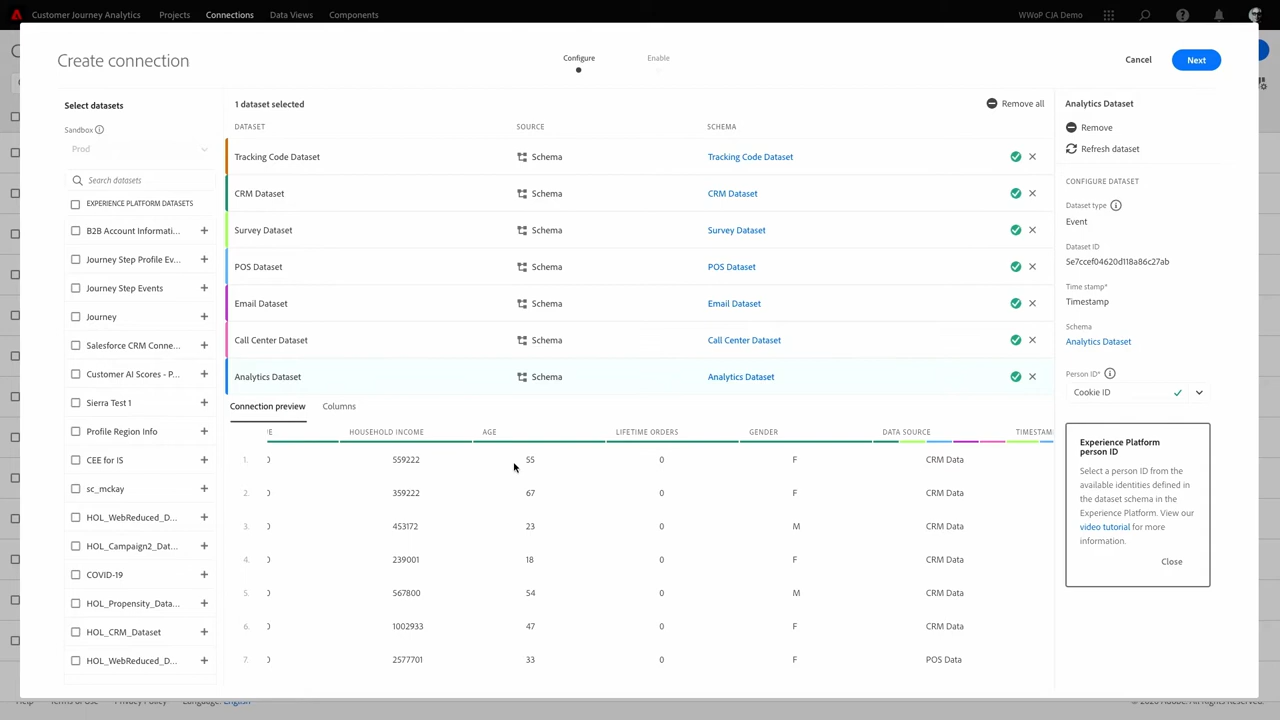 Customer Journey Analytics Projects Connections Data Views Components WWoP CJA Demo
Create connection
Configure
Enable
Cancel
Next
Select datasets
Sandbox
Prod
Search datasets
EXPERIENCE PLATFORM DATASETS
B2B Account Informati...
Journey Step Profile Ev...
Journey Step Events
Journey
Salesforce CRM Conne...
Customer AI Scores - P...
Sierra Test 1
Profile Region Info
CEE for IS
sc_mckay
HOL_WebReduced_D...
HOL_Campaign2_Dat...
COVID-19
HOL_Propensity_Data...
HOL_CRM_Dataset
HOL_WebReduced_D...
1 dataset selected
Remove all
DATASET SOURCE SCHEMA
Tracking Code Dataset Schema Tracking Code Dataset
CRM Dataset Schema CRM Dataset
Survey Dataset Schema Survey Dataset
POS Dataset Schema POS Dataset
Email Dataset Schema Email Dataset
Call Center Dataset Schema Call Center Dataset
Analytics Dataset Schema Analytics Dataset
Connection preview Columns
HOUSEHOLD INCOME AGE LIFETIME ORDERS GENDER DATA SOURCE TIMESTAM
1. 559222 55 0 F CRM Data
2. 359222 67 0 F CRM Data
3. 453172 23 0 M CRM Data
4. 239001 18 0 F CRM Data
5. 567800 54 0 M CRM Data
6. 1002933 47 0 F CRM Data
7. 2577701 33 0 F POS Data
Analytics Dataset
Remove
Refresh dataset
CONFIGURE DATASET
Dataset type
Event
Dataset ID
5e7ccef04620d118a86c27ab
Time stamp*
Timestamp
Schema
Analytics Dataset
Person ID*
Cookie ID
Experience Platform
person ID
Select a person ID from the
available identities defined in
the dataset schema in the
Experience Platform. View our
video tutorial for more
information.
Close